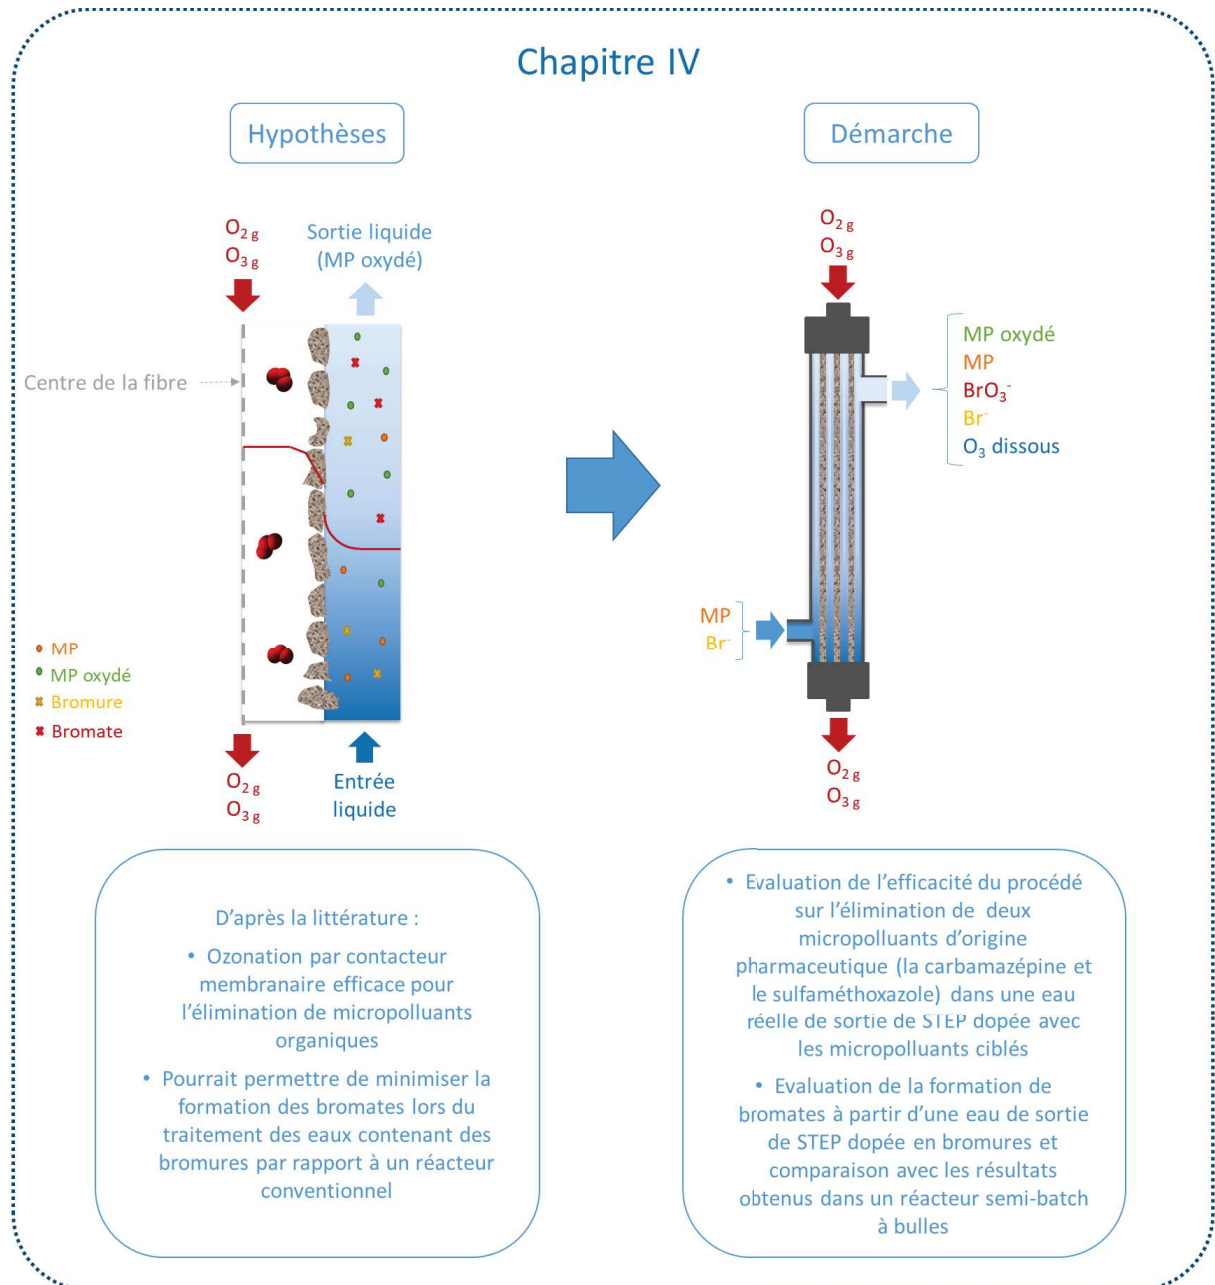 Chapitre IV
Hypothèses
O2 g
O3 g
Sortie liquide
(MP oxydé)
Centre de la fibre
MP
MP oxydé
Bromure
Bromate
O2 g
O3 g
Entrée
liquide
D'après la littérature :
• Ozonation par contacteur
membranaire efficace pour
l'élimination de micropolluants
organiques
• Pourrait permettre de minimiser la
formation des bromates lors du
traitement des eaux contenant des
bromures par rapport à un réacteur
conventionnel
Démarche
O2 g
O3 g
MP oxydé
MP
BrO3-
Br-
O3 dissous
MP
Br-
O2 g
O3 g
• Evaluation de l'efficacité du procédé
sur l'élimination de deux
micropolluants d'origine
pharmaceutique (la carbamazépine et
le sulfaméthoxazole) dans une eau
réelle de sortie de STEP dopée avec
les micropolluants ciblés
• Evaluation de la formation de
bromates à partir d'une eau de sortie
de STEP dopée en bromures et
comparaison avec les résultats
obtenus dans un réacteur semi-batch
à bulles